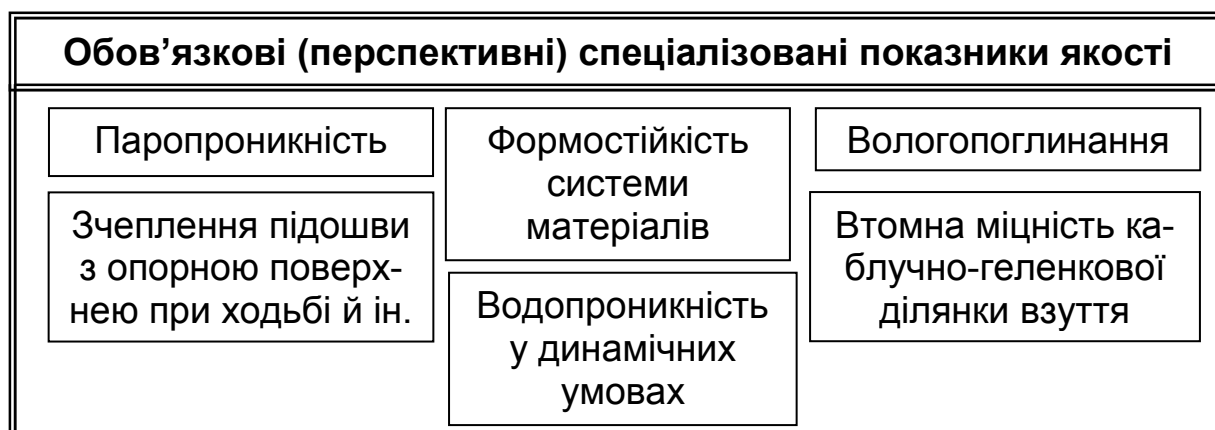 Обов’язкові (перспективні) спеціалізовані показники якості
Паропроникність
Зчеплення підошви
з опорною поверх-
нею при ходьбі й ін.
Формостійкість
системи
матеріалів
Водопроникність
у динамічних
умовах
Вологопоглинання
Втомна міцність ка-
блучно-геленкової
ділянки взуття